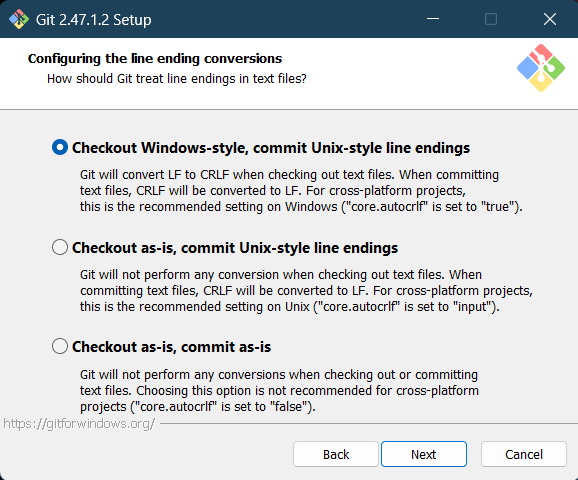 Git 2.47.1.2 Setup
Configuring the line ending conversions
How should Git treat line endings in text files?
Checkout Windows-style, commit Unix-style line endings
Git will convert LF to CRLF when checking out text files. When committing
text files, CRLF will be converted to LF. For cross-platform projects,
this is the recommended setting on Windows ("core.autocrlf" is set to "true").
Checkout as-is, commit Unix-style line endings
Git will not perform any conversion when checking out text files. When
committing text files, CRLF will be converted to LF. For cross-platform projects,
this is the recommended setting on Unix ("core.autocrlf" is set to "input").
Checkout as-is, commit as-is
Git will not perform any conversions when checking out or committing
text files. Choosing this option is not recommended for cross-platform
projects ("core.autocrlf" is set to "false").
https://gitforwindows.org/
Back Next Cancel